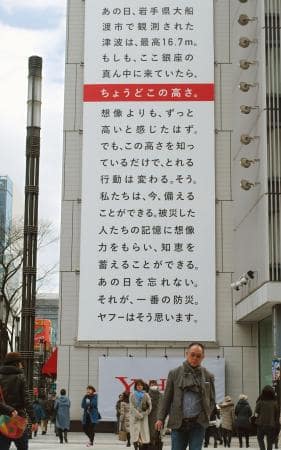 あの日、岩手県大船
渡市で観測された
津波は、最高16.7m。
もしも、ここ銀座の
真ん中に来ていたら、
ちょうどこの高さ。
想像よりも、ずっと
高いと感じたはず。
でも、この高さを知っ
ているだけで、とれる
行動は変わる。そう。
私たちは、今、備える
ことができる。被災した
人たちの記憶に想像
力をもらい、知恵を
蓄えることができる。
あの日を忘れない。
それが、一番の防災。
ヤフーはそう思います。